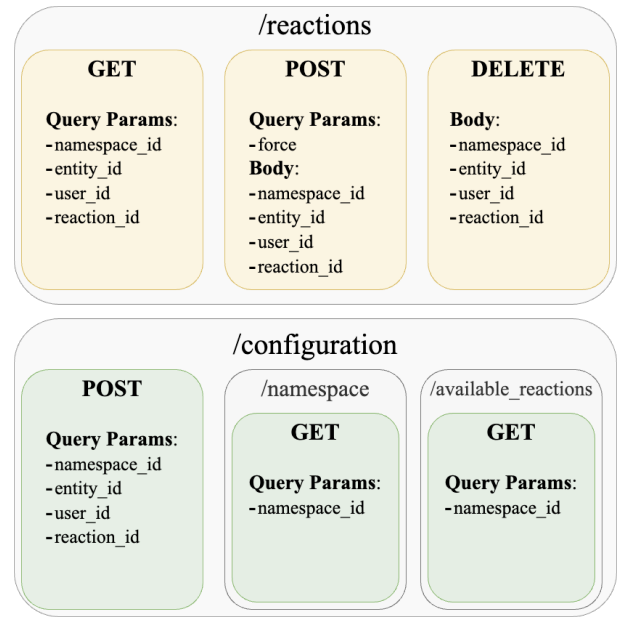 /reactions
GET
Query Params:
-namespace_id
-entity_id
-user_id
-reaction_id
POST
Query Params:
-force
Body:
-namespace_id
-entity_id
-user_id
-reaction_id
DELETE
Body:
-namespace_id
-entity_id
-user_id
-reaction_id
/configuration
POST
Query Params:
-namespace_id
-entity_id
-user_id
-reaction_id
/namespace
GET
Query Params:
-namespace_id
/available_reactions
GET
Query Params:
-namespace_id